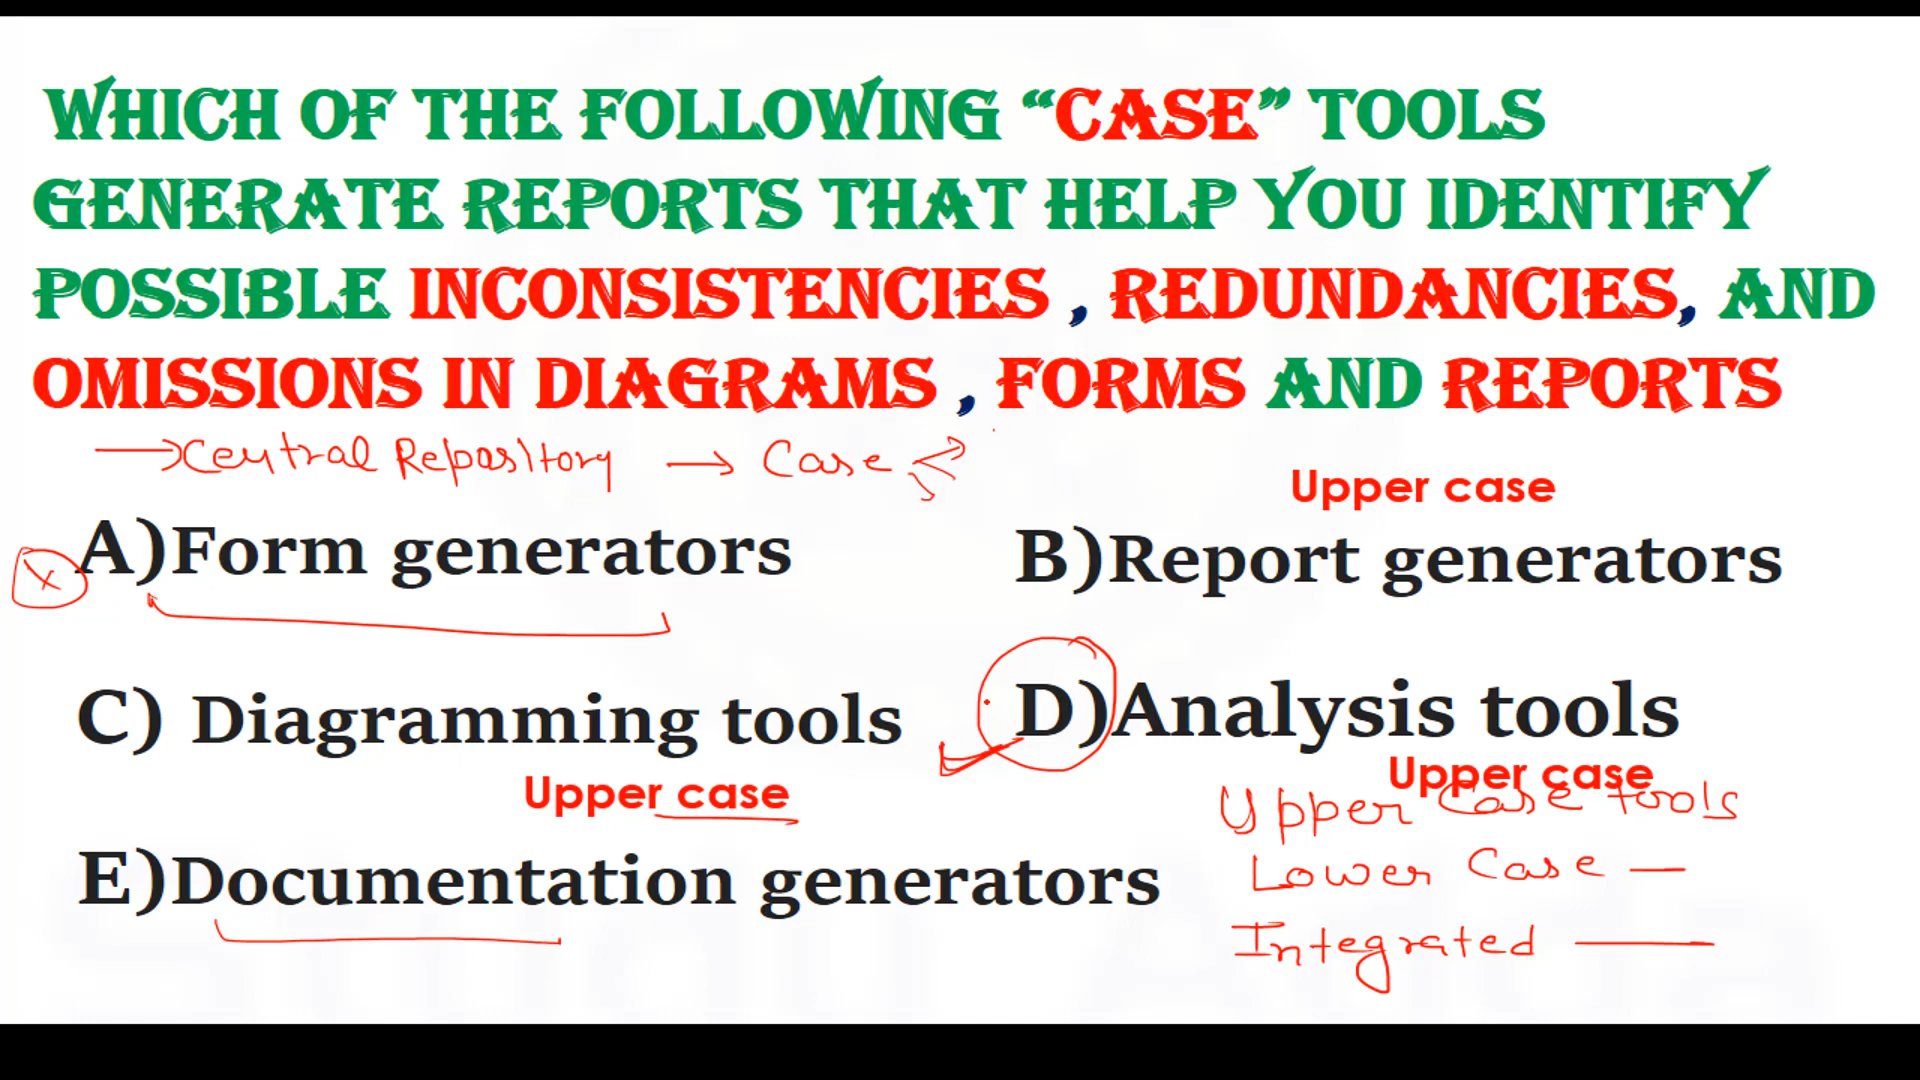 WHICH OF THE FOLLOWING “CASE” TOOLS
GENERATE REPORTS THAT HELP YOU IDENTIFY
POSSIBLE INCONSISTENCIES , REDUNDANCIES, AND
OMISSIONS IN DIAGRAMS , FORMS AND REPORTS
→ Central Repository → Case
Upper case
A)Form generators
B)Report generators
C) Diagramming tools
D)Analysis tools
Upper case
Upper case
Upper Case tools
E)Documentation generators
Lower Case —
Integrated —